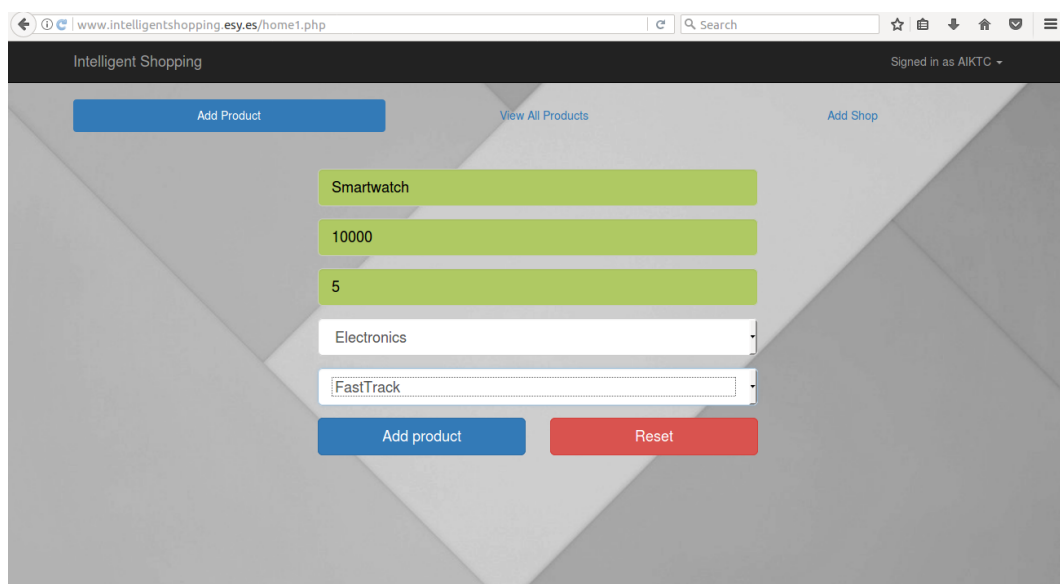 www.intelligentshopping.esy.es/home1.php
Search
Intelligent Shopping
Signed in as AIKTC
Add Product
View All Products
Add Shop
Smartwatch
10000
5
Electronics
FastTrack
Add product
Reset